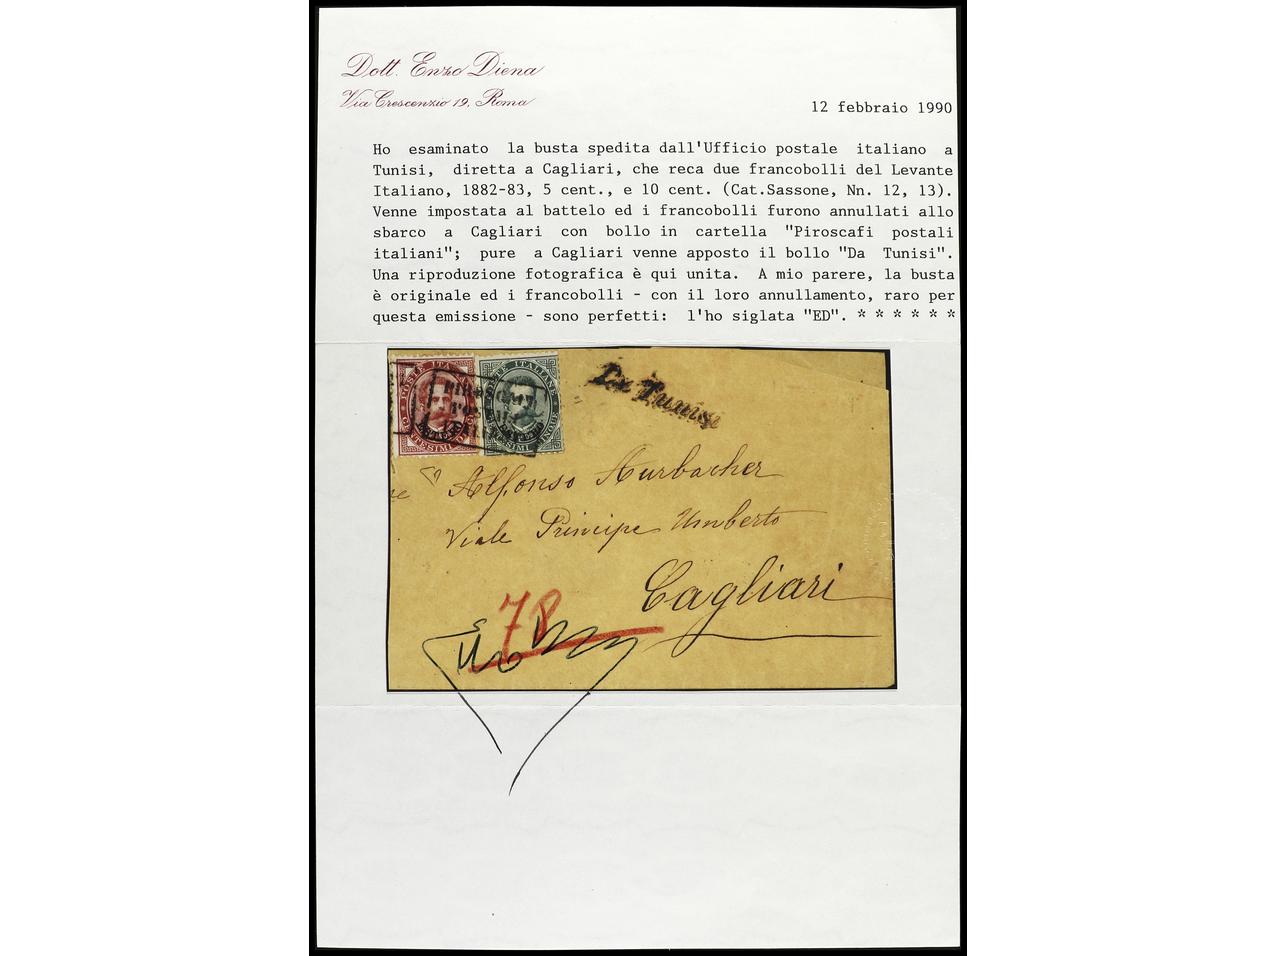 Dott. Enzo Diena
Via Crescenzio 19, Roma
12 febbraio 1990
Ho esaminato la busta spedita dall'Ufficio postale italiano a
Tunisi, diretta a Cagliari, che reca due francobolli del Levante
Italiano, 1882-83, 5 cent., e 10 cent. (Cat.Sassone, Nn. 12, 13).
Venne impostata al battelo ed i francobolli furono annullati allo
sbarco a Cagliari con bollo in cartella "Piroscafi postali
italiani"; pure a Cagliari venne apposto il bollo "Da Tunisi".
Una riproduzione fotografica è qui unita. A mio parere, la busta
è originale ed i francobolli - con il loro annullamento, raro per
questa emissione - sono perfetti: l'ho siglata "ED". * * * * * *
Da Tunisi
Alfonso Aurbacher
Viale Principe Umberto
Cagliari
78